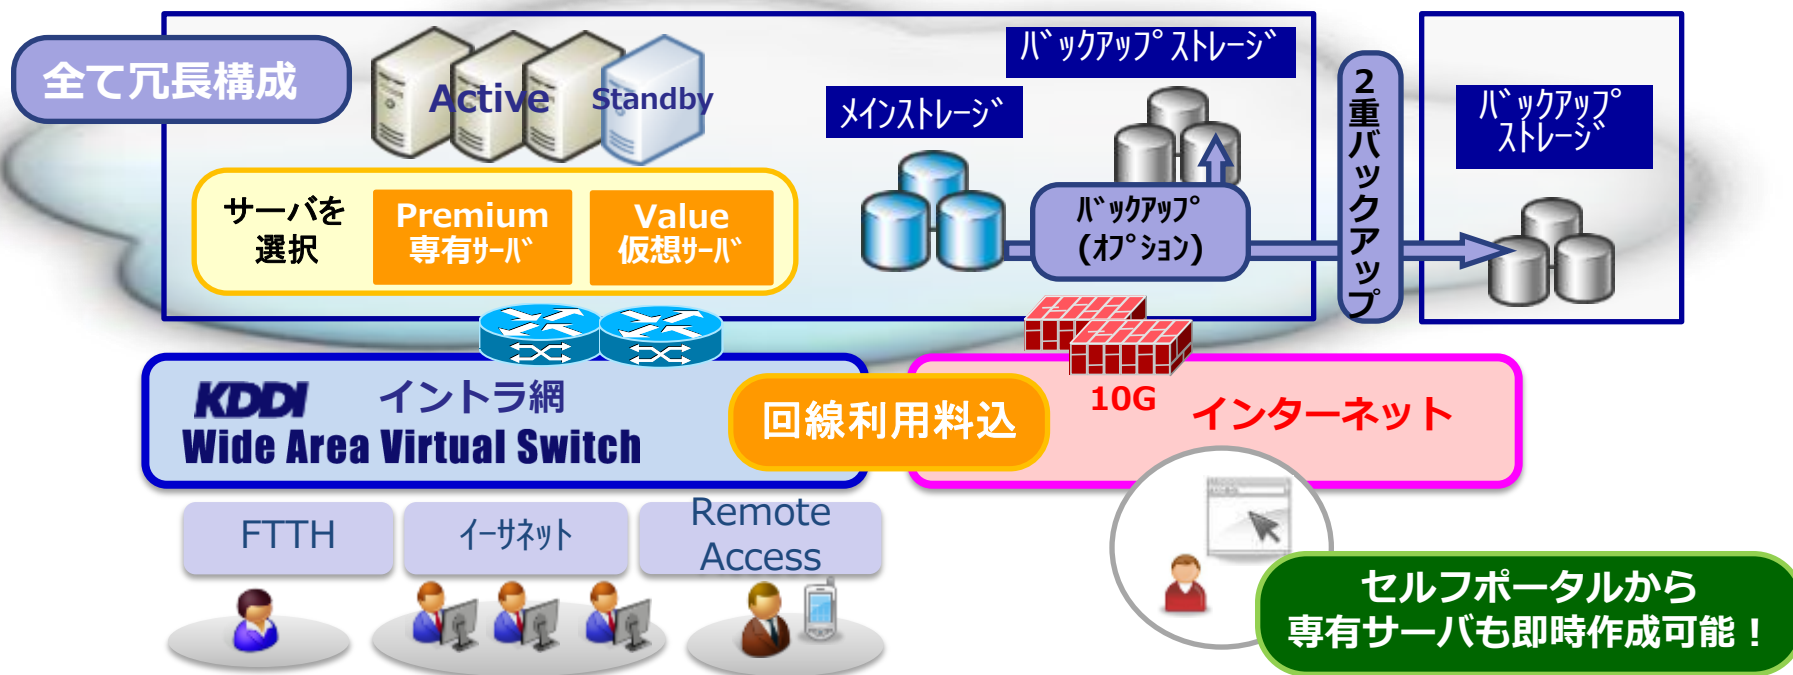 全て冗長構成
Active
Standby
サーバを
選択
Premium
専有ｻｰﾊﾞ
Value
仮想ｻｰﾊﾞ
ﾒｲﾝｽﾄﾚｰｼﾞ
ﾊﾞｯｸｱｯﾌﾟｽﾄﾚｰｼﾞ
ﾊﾞｯｸｱｯﾌﾟ
(ｵﾌﾟｼｮﾝ)
2重バックアップ
ﾊﾞｯｸｱｯﾌﾟ
ｽﾄﾚｰｼﾞ
KDDI イントラ網
Wide Area Virtual Switch
回線利用料込
10G
インターネット
FTTH
ｲｰｻﾈｯﾄ
Remote
Access
セルフポータルから
専有サーバも即時作成可能！